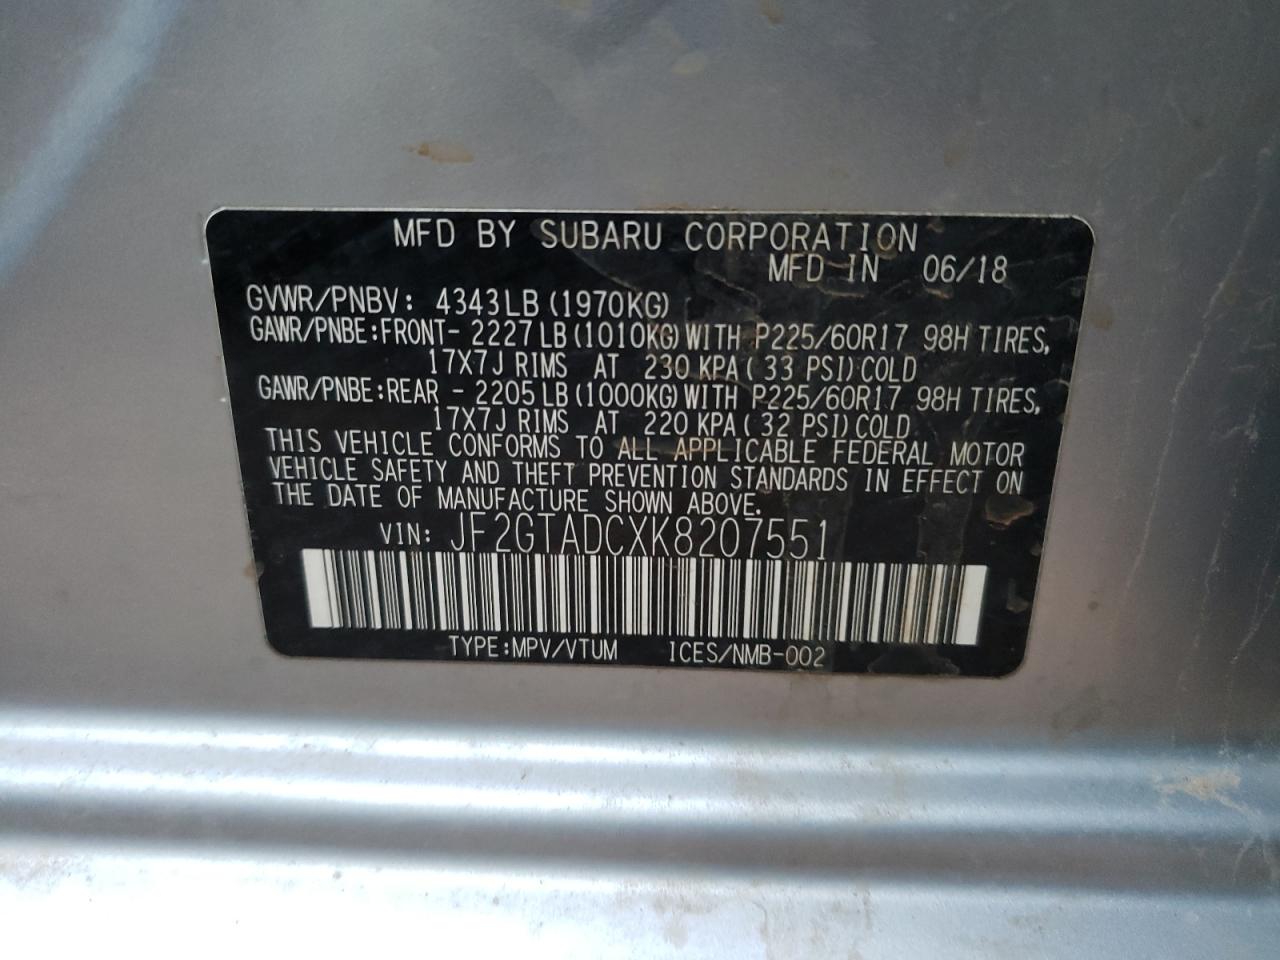 MFD BY SUBARU CORPORATION
MFD IN 06/18
GVWR/PNBV: 4343LB (1970KG)
GAWR/PNBE:FRONT- 2227 LB (1010KG) WITH P225/60R17 98H TIRES,
17X7J RIMS AT 230 KPA( 33 PSI) COLD
GAWR/PNBE:REAR - 2205 LB (1000KG) WITH P225/60R17 98H TIRES,
17X7J RIMS AT 220 KPA( 32 PSI) COLD
THIS VEHICLE CONFORMS TO ALL APPLICABLE FEDERAL MOTOR
VEHICLE SAFETY AND THEFT PREVENTION STANDARDS IN EFFECT ON
THE DATE OF MANUFACTURE SHOWN ABOVE.
VIN: JF2GTADCXK8207551
TYPE:MPV/VTUM ICES/NMB-002